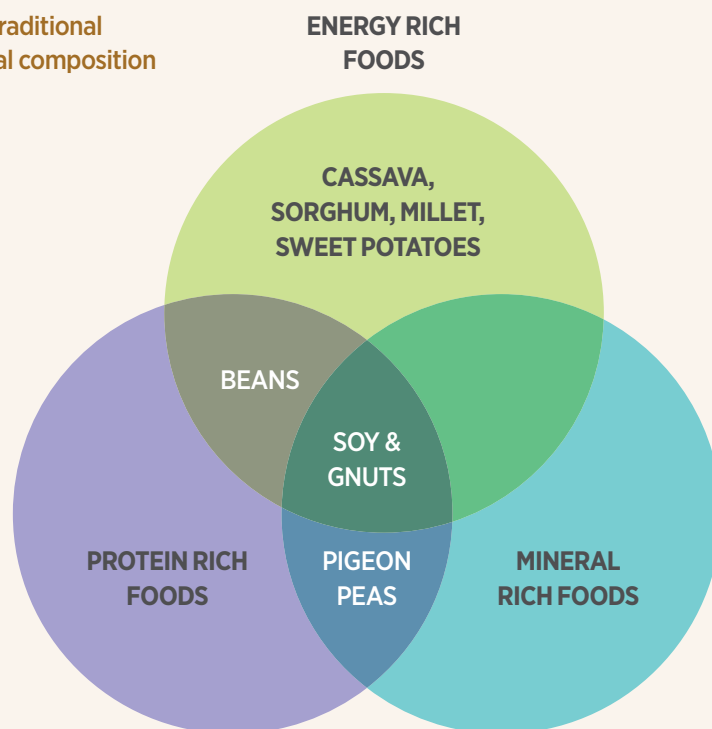 raditional
al composition
ENERGY RICH
FOODS
CASSAVA,
SORGHUM, MILLET,
SWEET POTATOES
BEANS
SOY &
GNUTS
PROTEIN RICH
FOODS
PIGEON
PEAS
MINERAL
RICH FOODS